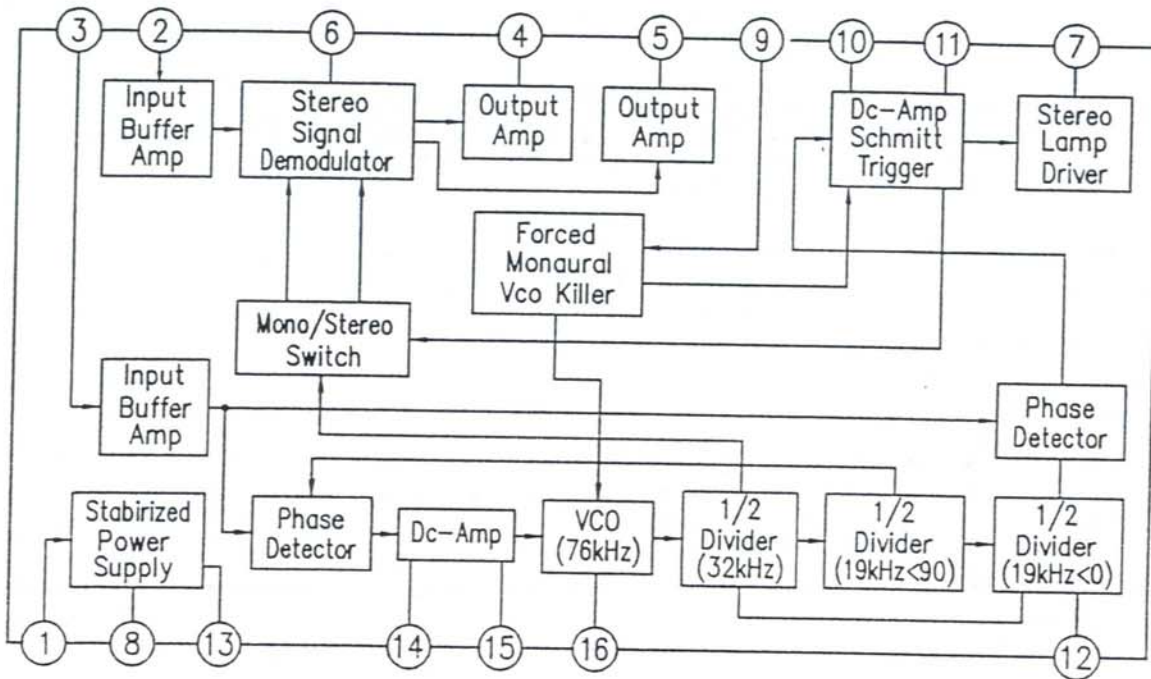 3
2
6
4
5
9
10
11
7
Input
Buffer
Amp
Stereo
Signal
Demodulator
Output
Amp
Output
Amp
Dc-Amp
Schmitt
Trigger
Stereo
Lamp
Driver
Forced
Monaural
Vco Killer
Mono/Stereo
Switch
Input
Buffer
Amp
Phase
Detector
Stabirized
Power
Supply
Phase
Detector
Dc-Amp
VCO
(76kHz)
1/2
Divider
(32kHz)
1/2
Divider
(19kHz<90)
1/2
Divider
(19kHz<0)
1
8
13
14
15
16
12